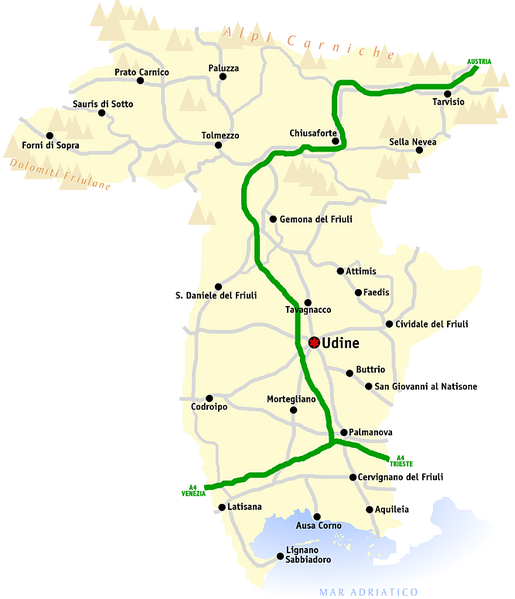 Alpi Carniche
AUSTRIA
Paluzza
Prato Carnico
Tarvisio
Sauris di Sotto
Chiusaforte
Tolmezzo
Sella Nevea
Forni di Sopra
Dolomiti Friulane
Gemona del Friuli
Attimis
S. Daniele del Friuli
Faedis
Tavagnacco
Cividale del Friuli
Udine
Buttrio
San Giovanni al Natisone
Codroipo
Mortegliano
Palmanova
A4
TRIESTE
Cervignano del Friuli
A4
VENEZIA
Latisana
Aquileia
Ausa Corno
Lignano
Sabbiadoro
MAR ADRIATICO